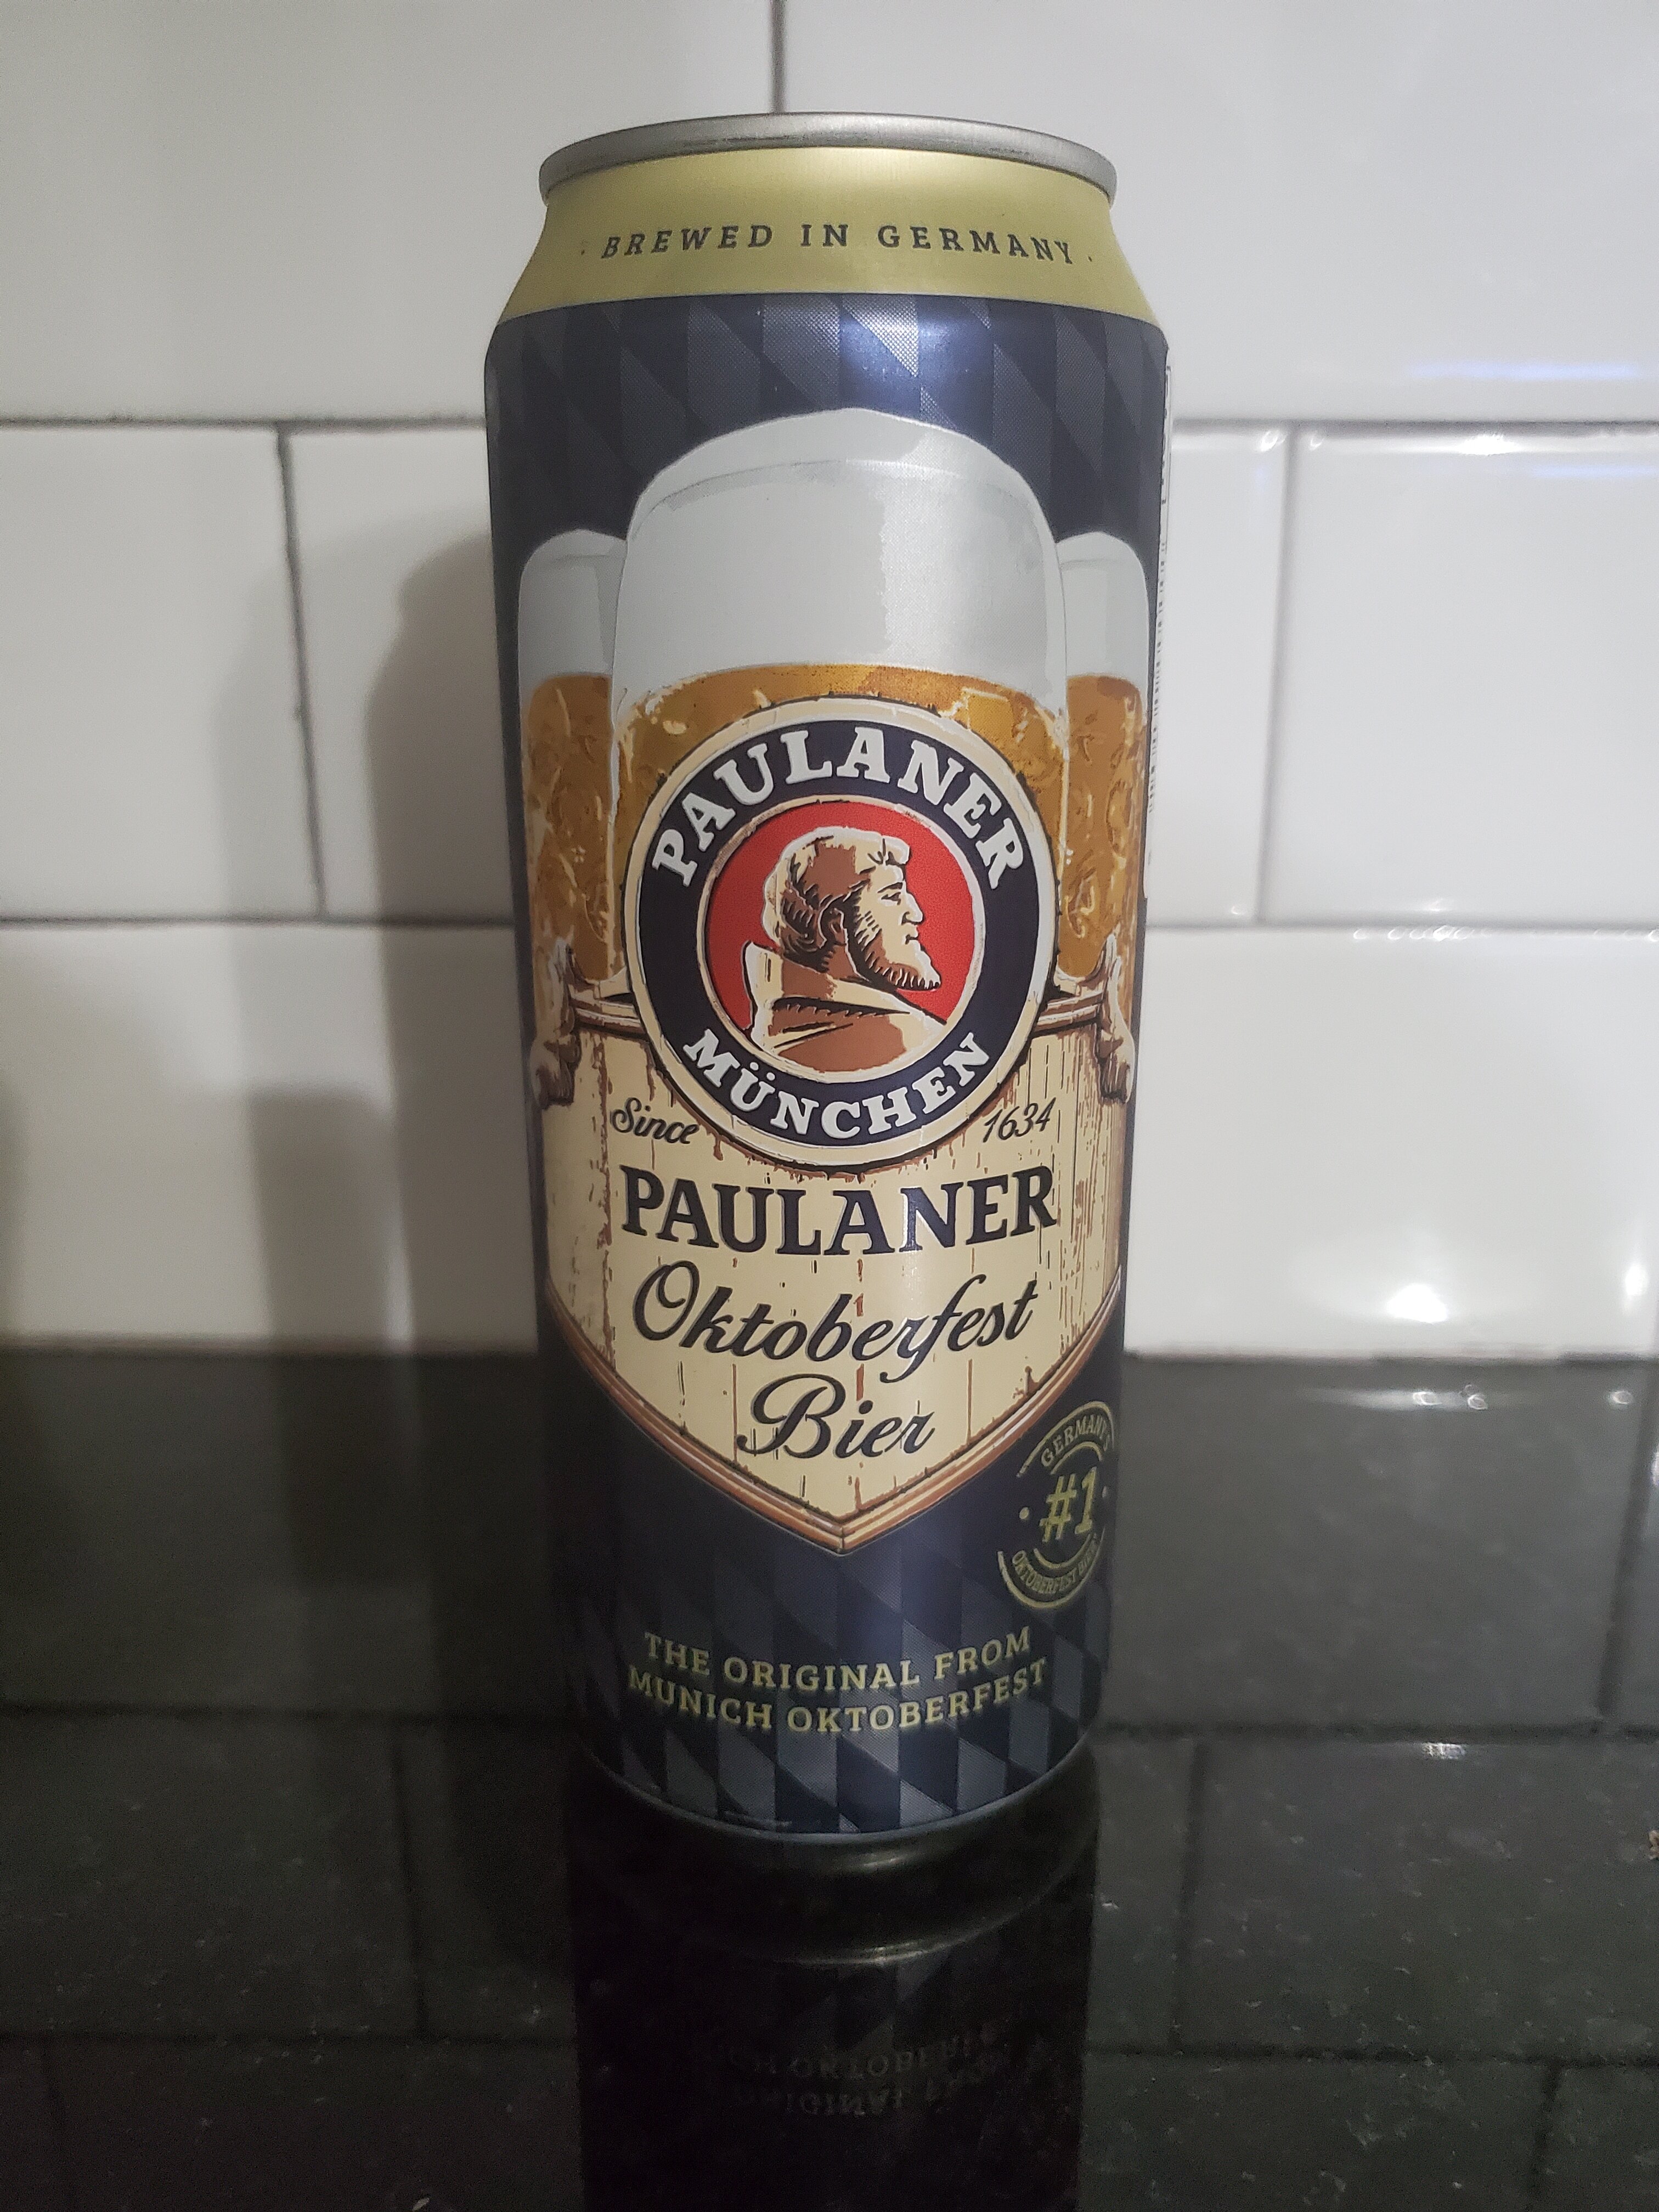 · BREWED IN GERMANY ·
PAULANER
MÜNCHEN
Since 1634
PAULANER
Oktoberfest
Bier
GERMANY'S
#1
OKTOBERFEST BIER
THE ORIGINAL FROM
MUNICH OKTOBERFEST